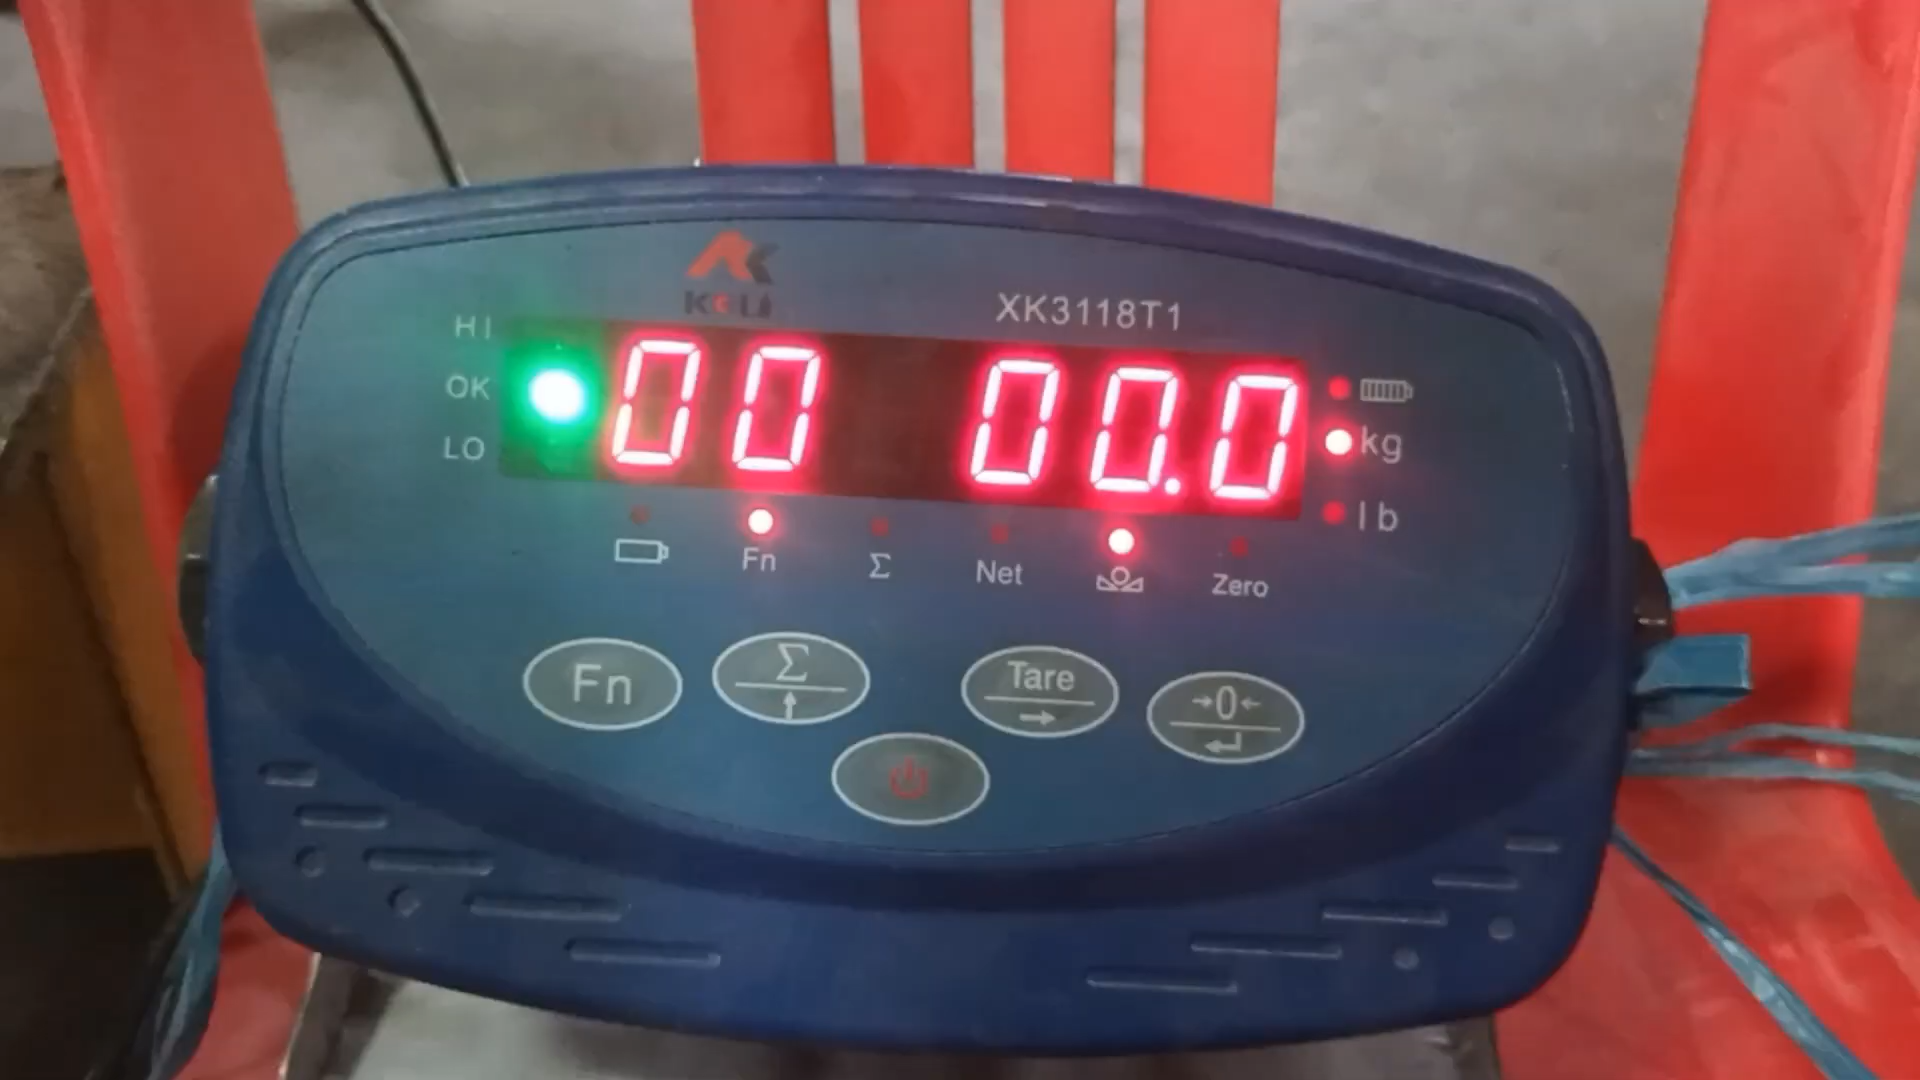 KELI
XK3118T1
HI
OK
LO
00 00.0
kg
lb
Fn
Σ
Net
Zero
Fn
Σ
Tare
→0←